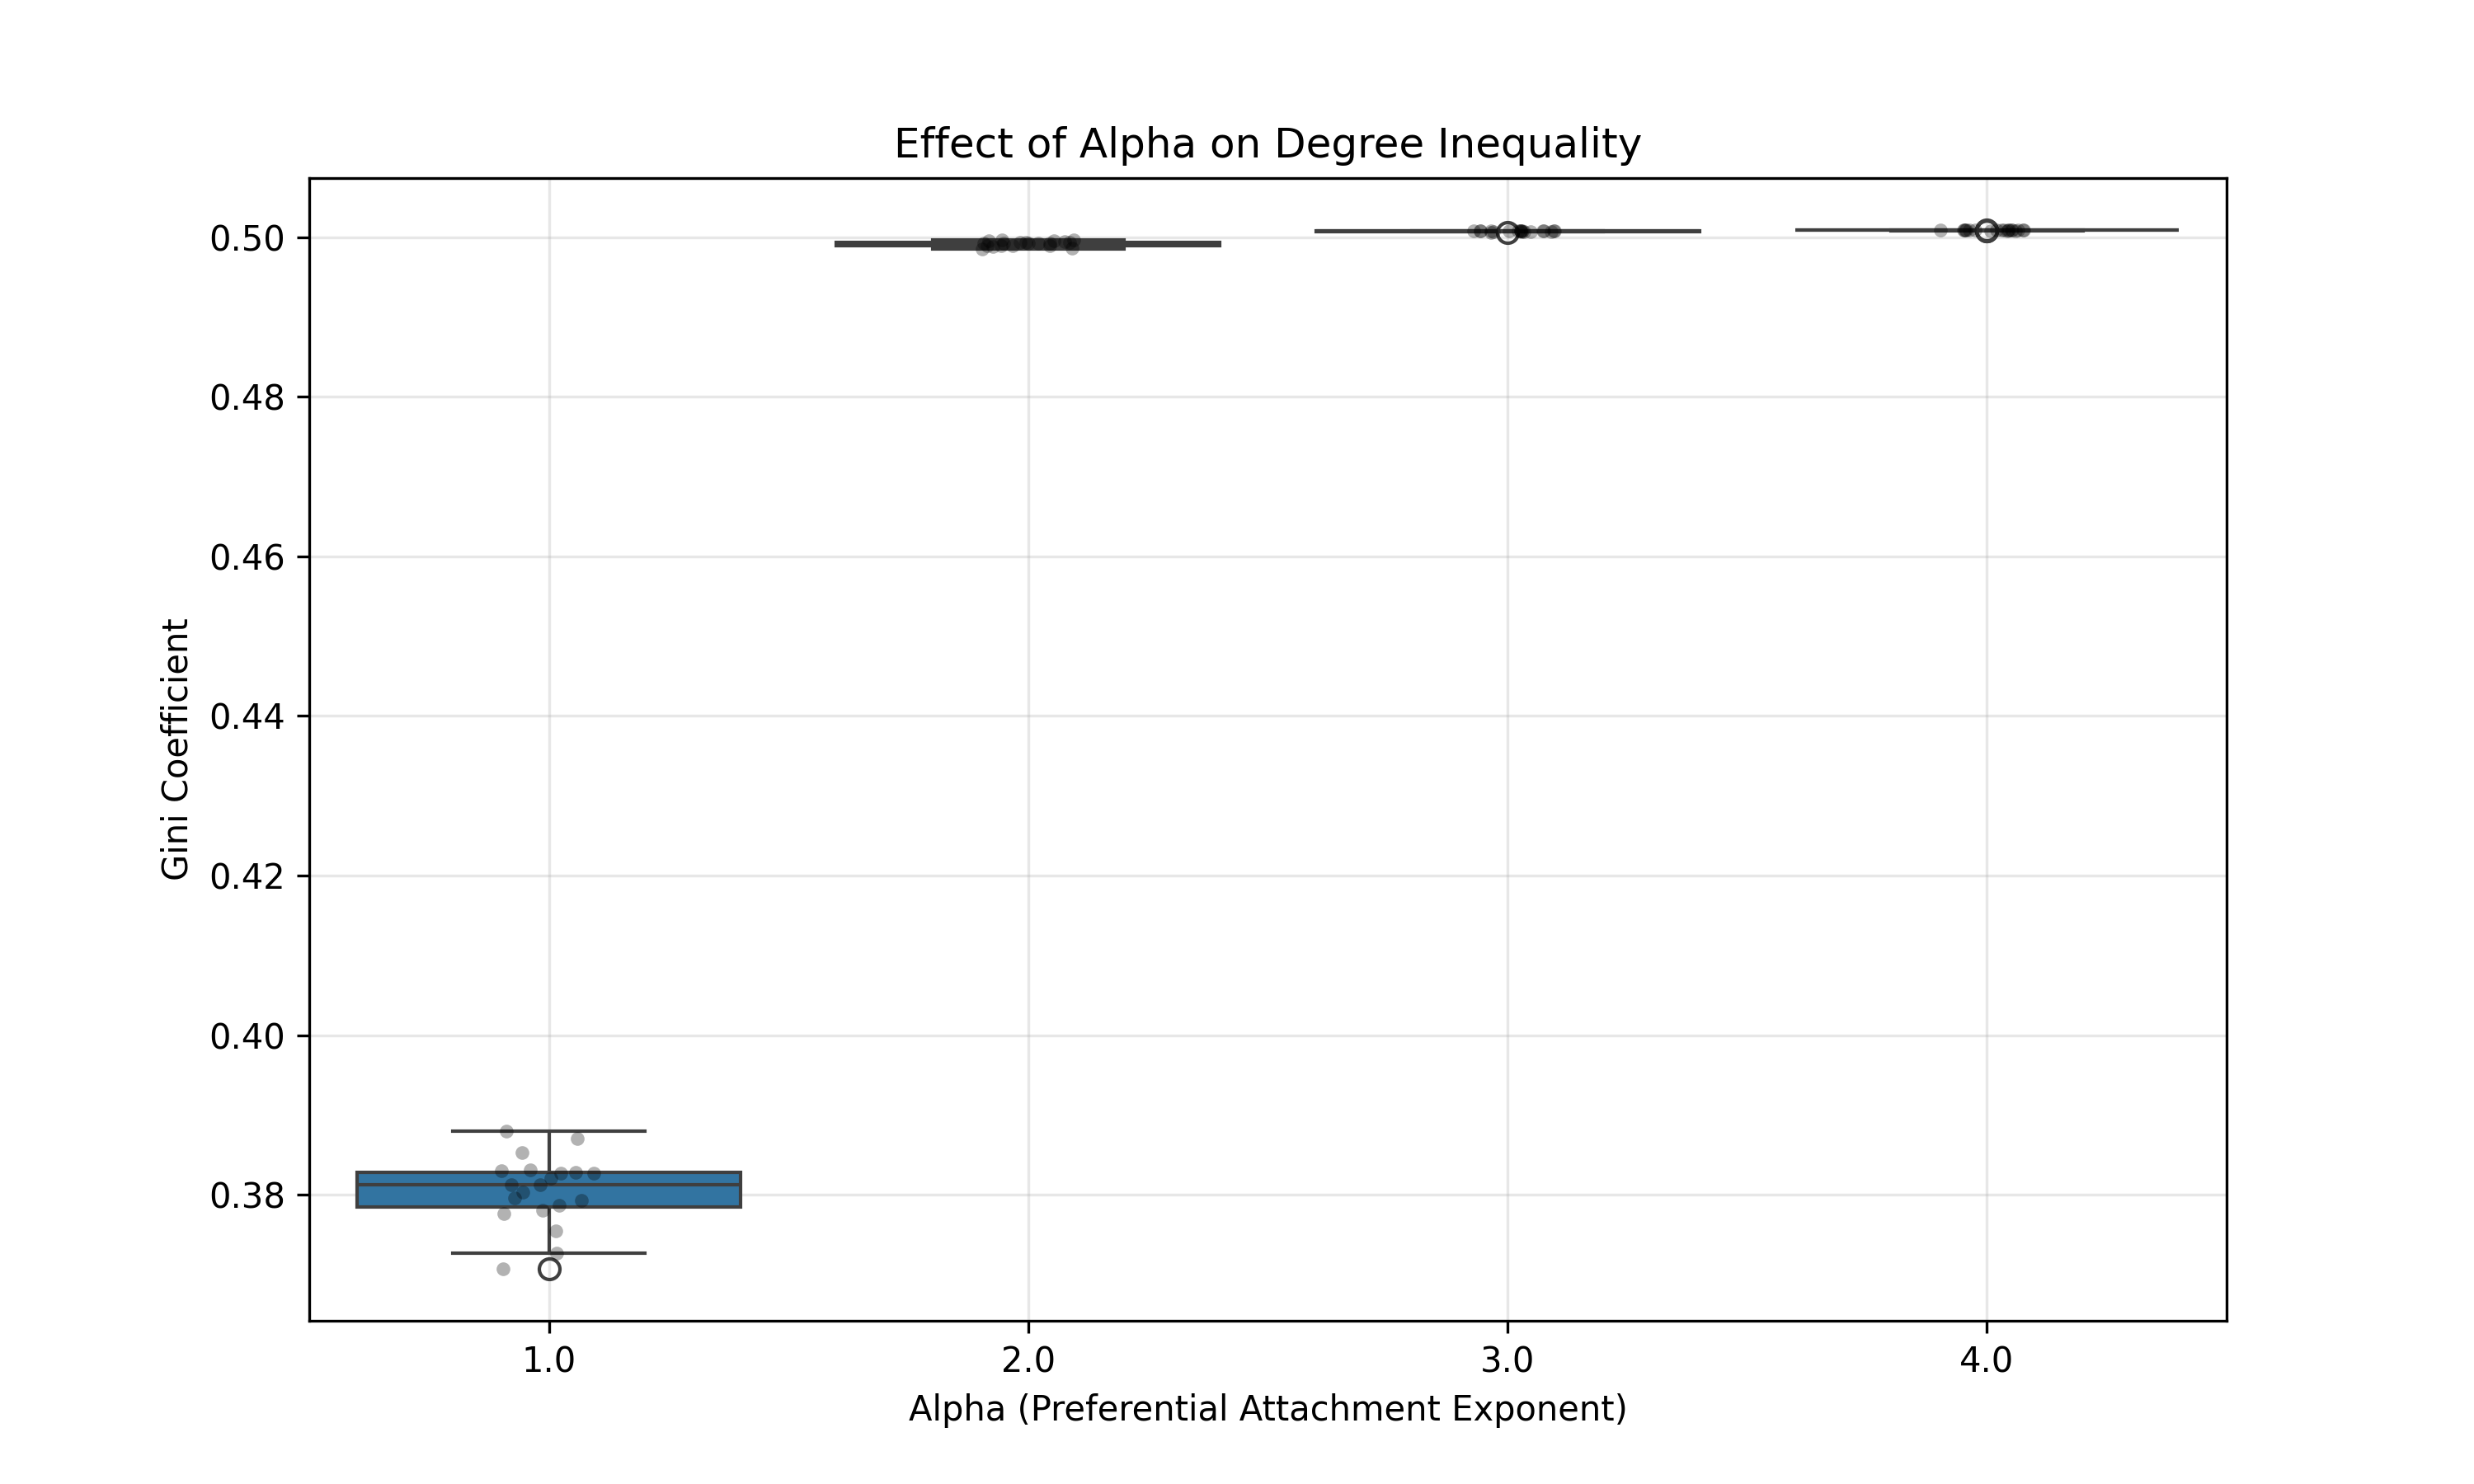 Effect of Alpha on Degree Inequality
Gini Coefficient
0.50
0.48
0.46
0.44
0.42
0.40
0.38
1.0 2.0 3.0 4.0
Alpha (Preferential Attachment Exponent)